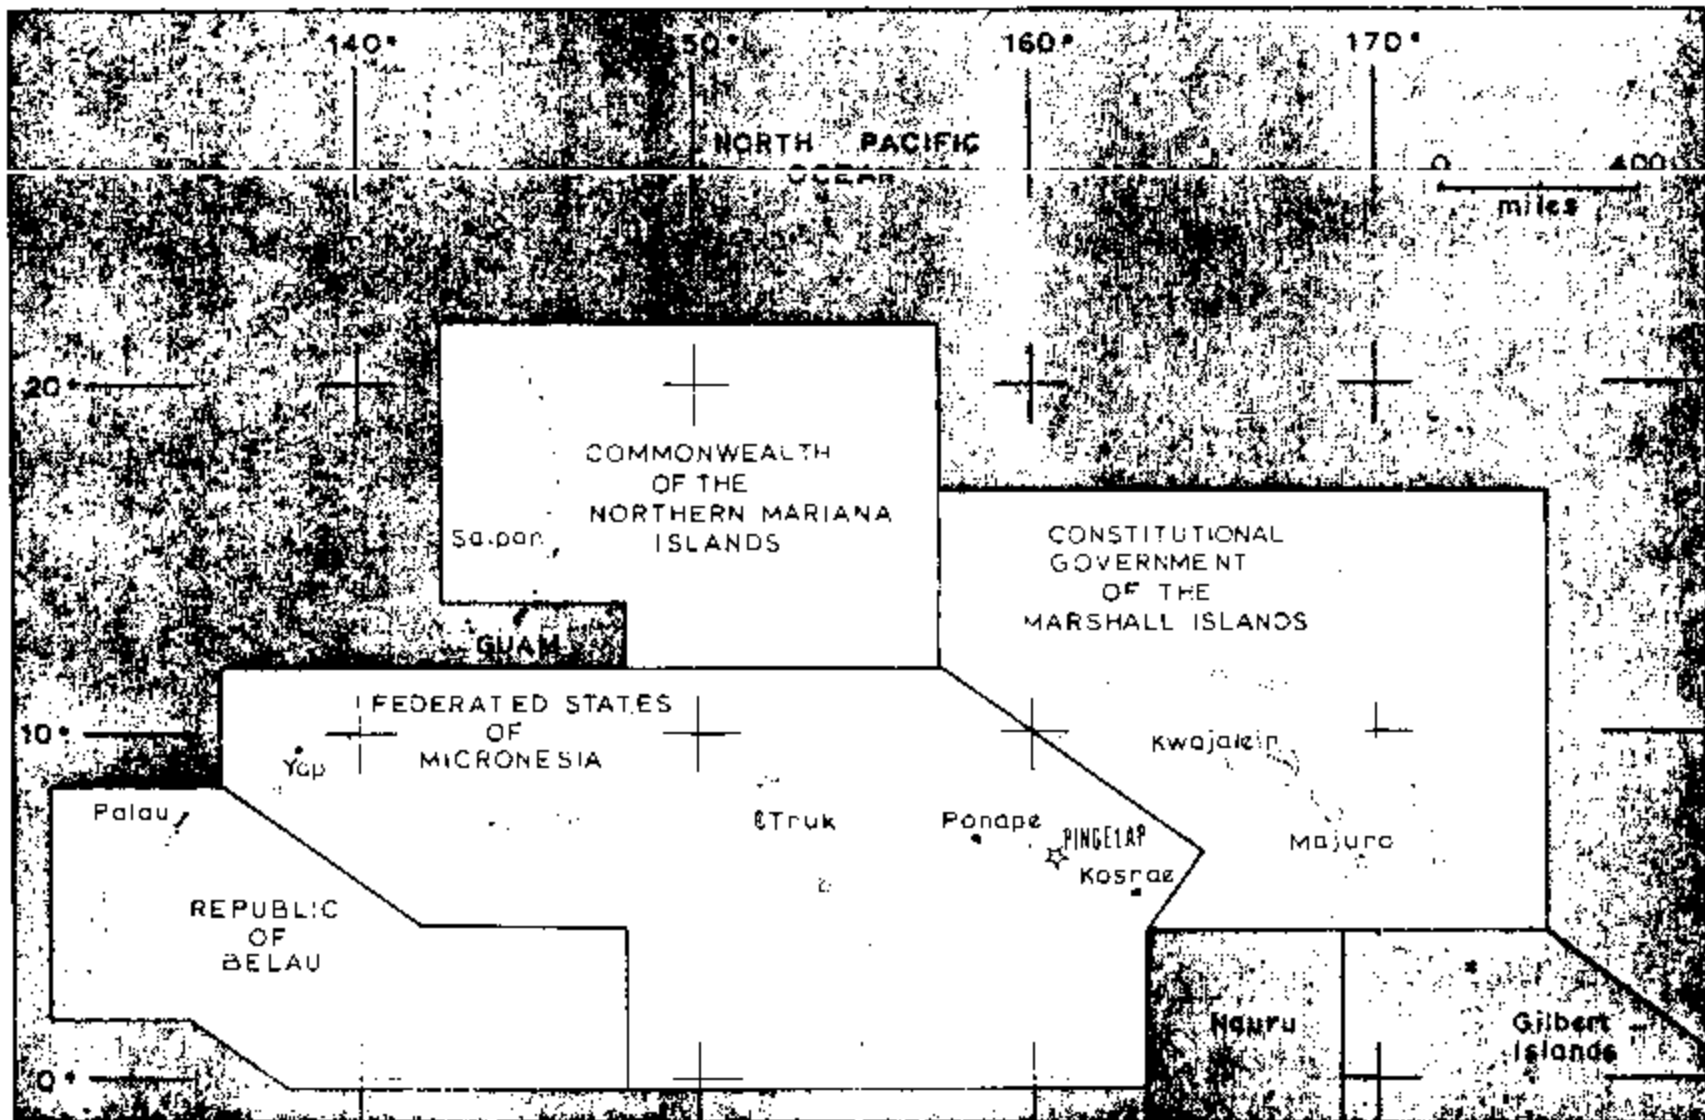 140°
50°
160°
170°
NORTH PACIFIC
OCEAN
0 400
miles
20°
COMMONWEALTH
OF THE
NORTHERN MARIANA
ISLANDS
Saipan
CONSTITUTIONAL
GOVERNMENT
OF THE
MARSHALL ISLANDS
GUAM
FEDERATED STATES
OF
MICRONESIA
10°
Yap
Kwajalein
Palau
Truk
Ponape
PINGELAP
Majuro
Kosrae
REPUBLIC
OF
BELAU
Nauru
Gilbert
Islands
0°